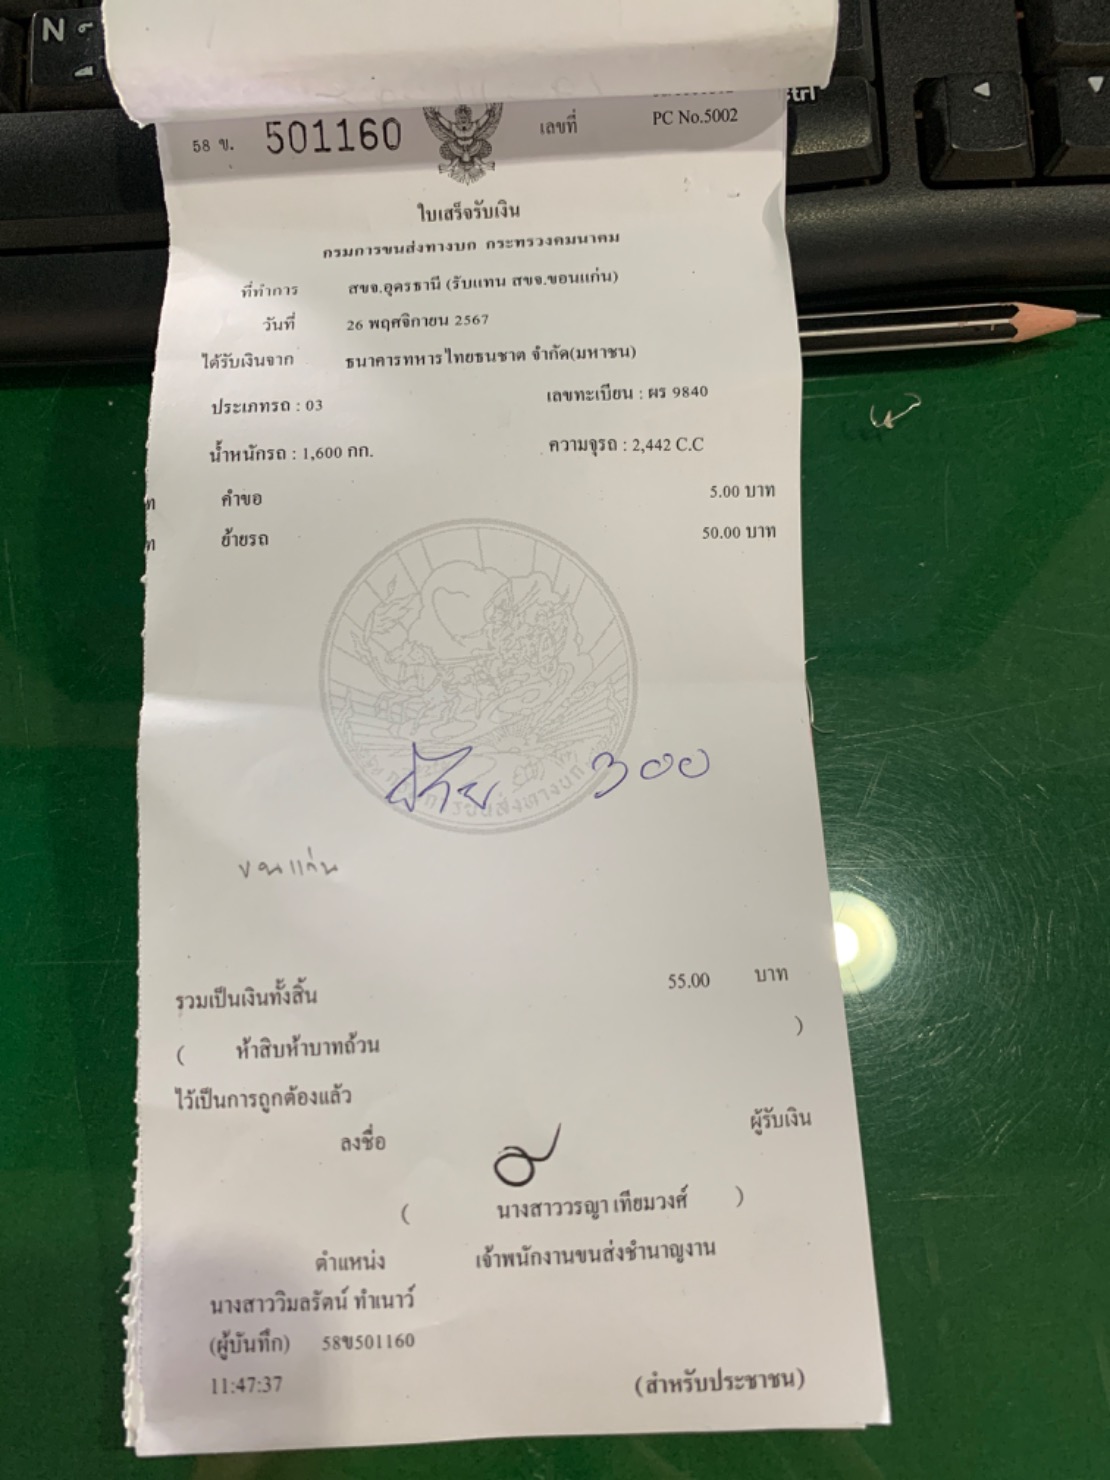 N
58 ข. 501160 เลขที่ PC No.5002
ใบเสร็จรับเงิน
กรมการขนส่งทางบก กระทรวงคมนาคม
ที่ทำการ สขจ.อุดรธานี (รับแทน สขจ.ขอนแก่น)
วันที่ 26 พฤศจิกายน 2567
ได้รับเงินจาก ธนาคารทหารไทยธนชาต จำกัด(มหาชน)
ประเภทรถ : 03 เลขทะเบียน : ผร 9840
น้ำหนักรถ : 1,600 กก. ความจุรถ : 2,442 C.C
คำขอ 5.00 บาท
ย้ายรถ 50.00 บาท
ย้าย 300
ขอนแก่น
รวมเป็นเงินทั้งสิ้น 55.00 บาท
( ห้าสิบห้าบาทถ้วน )
ไว้เป็นการถูกต้องแล้ว
ลงชื่อ ผู้รับเงิน
( นางสาววรญา เทียมวงศ์ )
ตำแหน่ง เจ้าพนักงานขนส่งชำนาญงาน
นางสาววิมลรัตน์ ทำเนาว์
(ผู้บันทึก) 58ข501160
11:47:37 (สำหรับประชาชน)